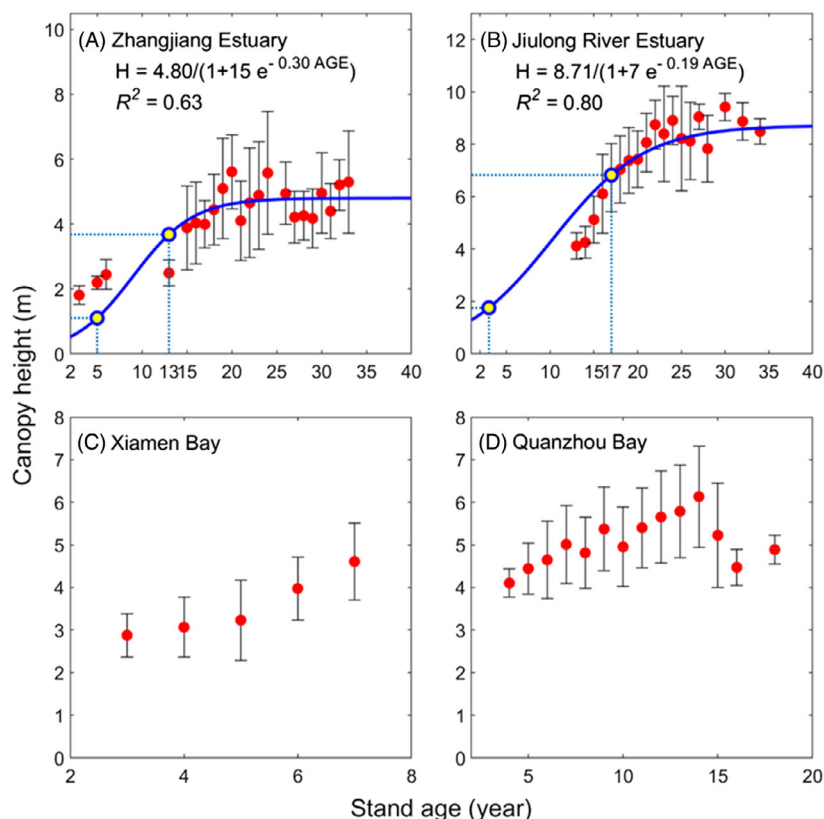 (A) Zhangjiang Estuary
H = 4.80/(1+15 e^- 0.30 AGE)
R² = 0.63
6
5
4
2
0
2 5 10 13 15 20 25 30 35 40
(B) Jiulong River Estuary
H = 8.71/(1+7 e^- 0.19 AGE)
R² = 0.80
12
10
8
6
4
2
0
2 5 10 15 17 20 25 30 35 40
Canopy height (m)
(C) Xiamen Bay
8
7
6
5
4
3
2
1
0
2 4 6 8
(D) Quanzhou Bay
8
7
6
5
4
3
2
1
0
5 10 15 20
Stand age (year)